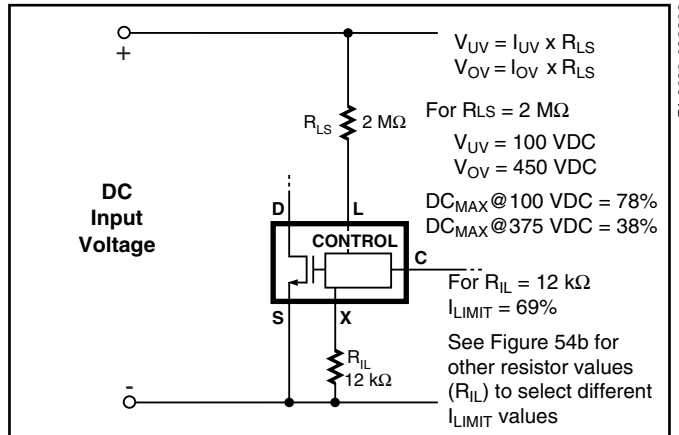 +
V_UV = I_UV x R_LS
V_OV = I_OV x R_LS
R_LS 2 MΩ
For RLS = 2 MΩ
V_UV = 100 VDC
V_OV = 450 VDC
DC_MAX@100 VDC = 78%
DC_MAX@375 VDC = 38%
DC
Input
Voltage
D
L
CONTROL
C
S
X
For R_IL = 12 kΩ
I_LIMIT = 69%
R_IL
12 kΩ
See Figure 54b for
other resistor values
(R_IL) to select different
I_LIMIT values
-